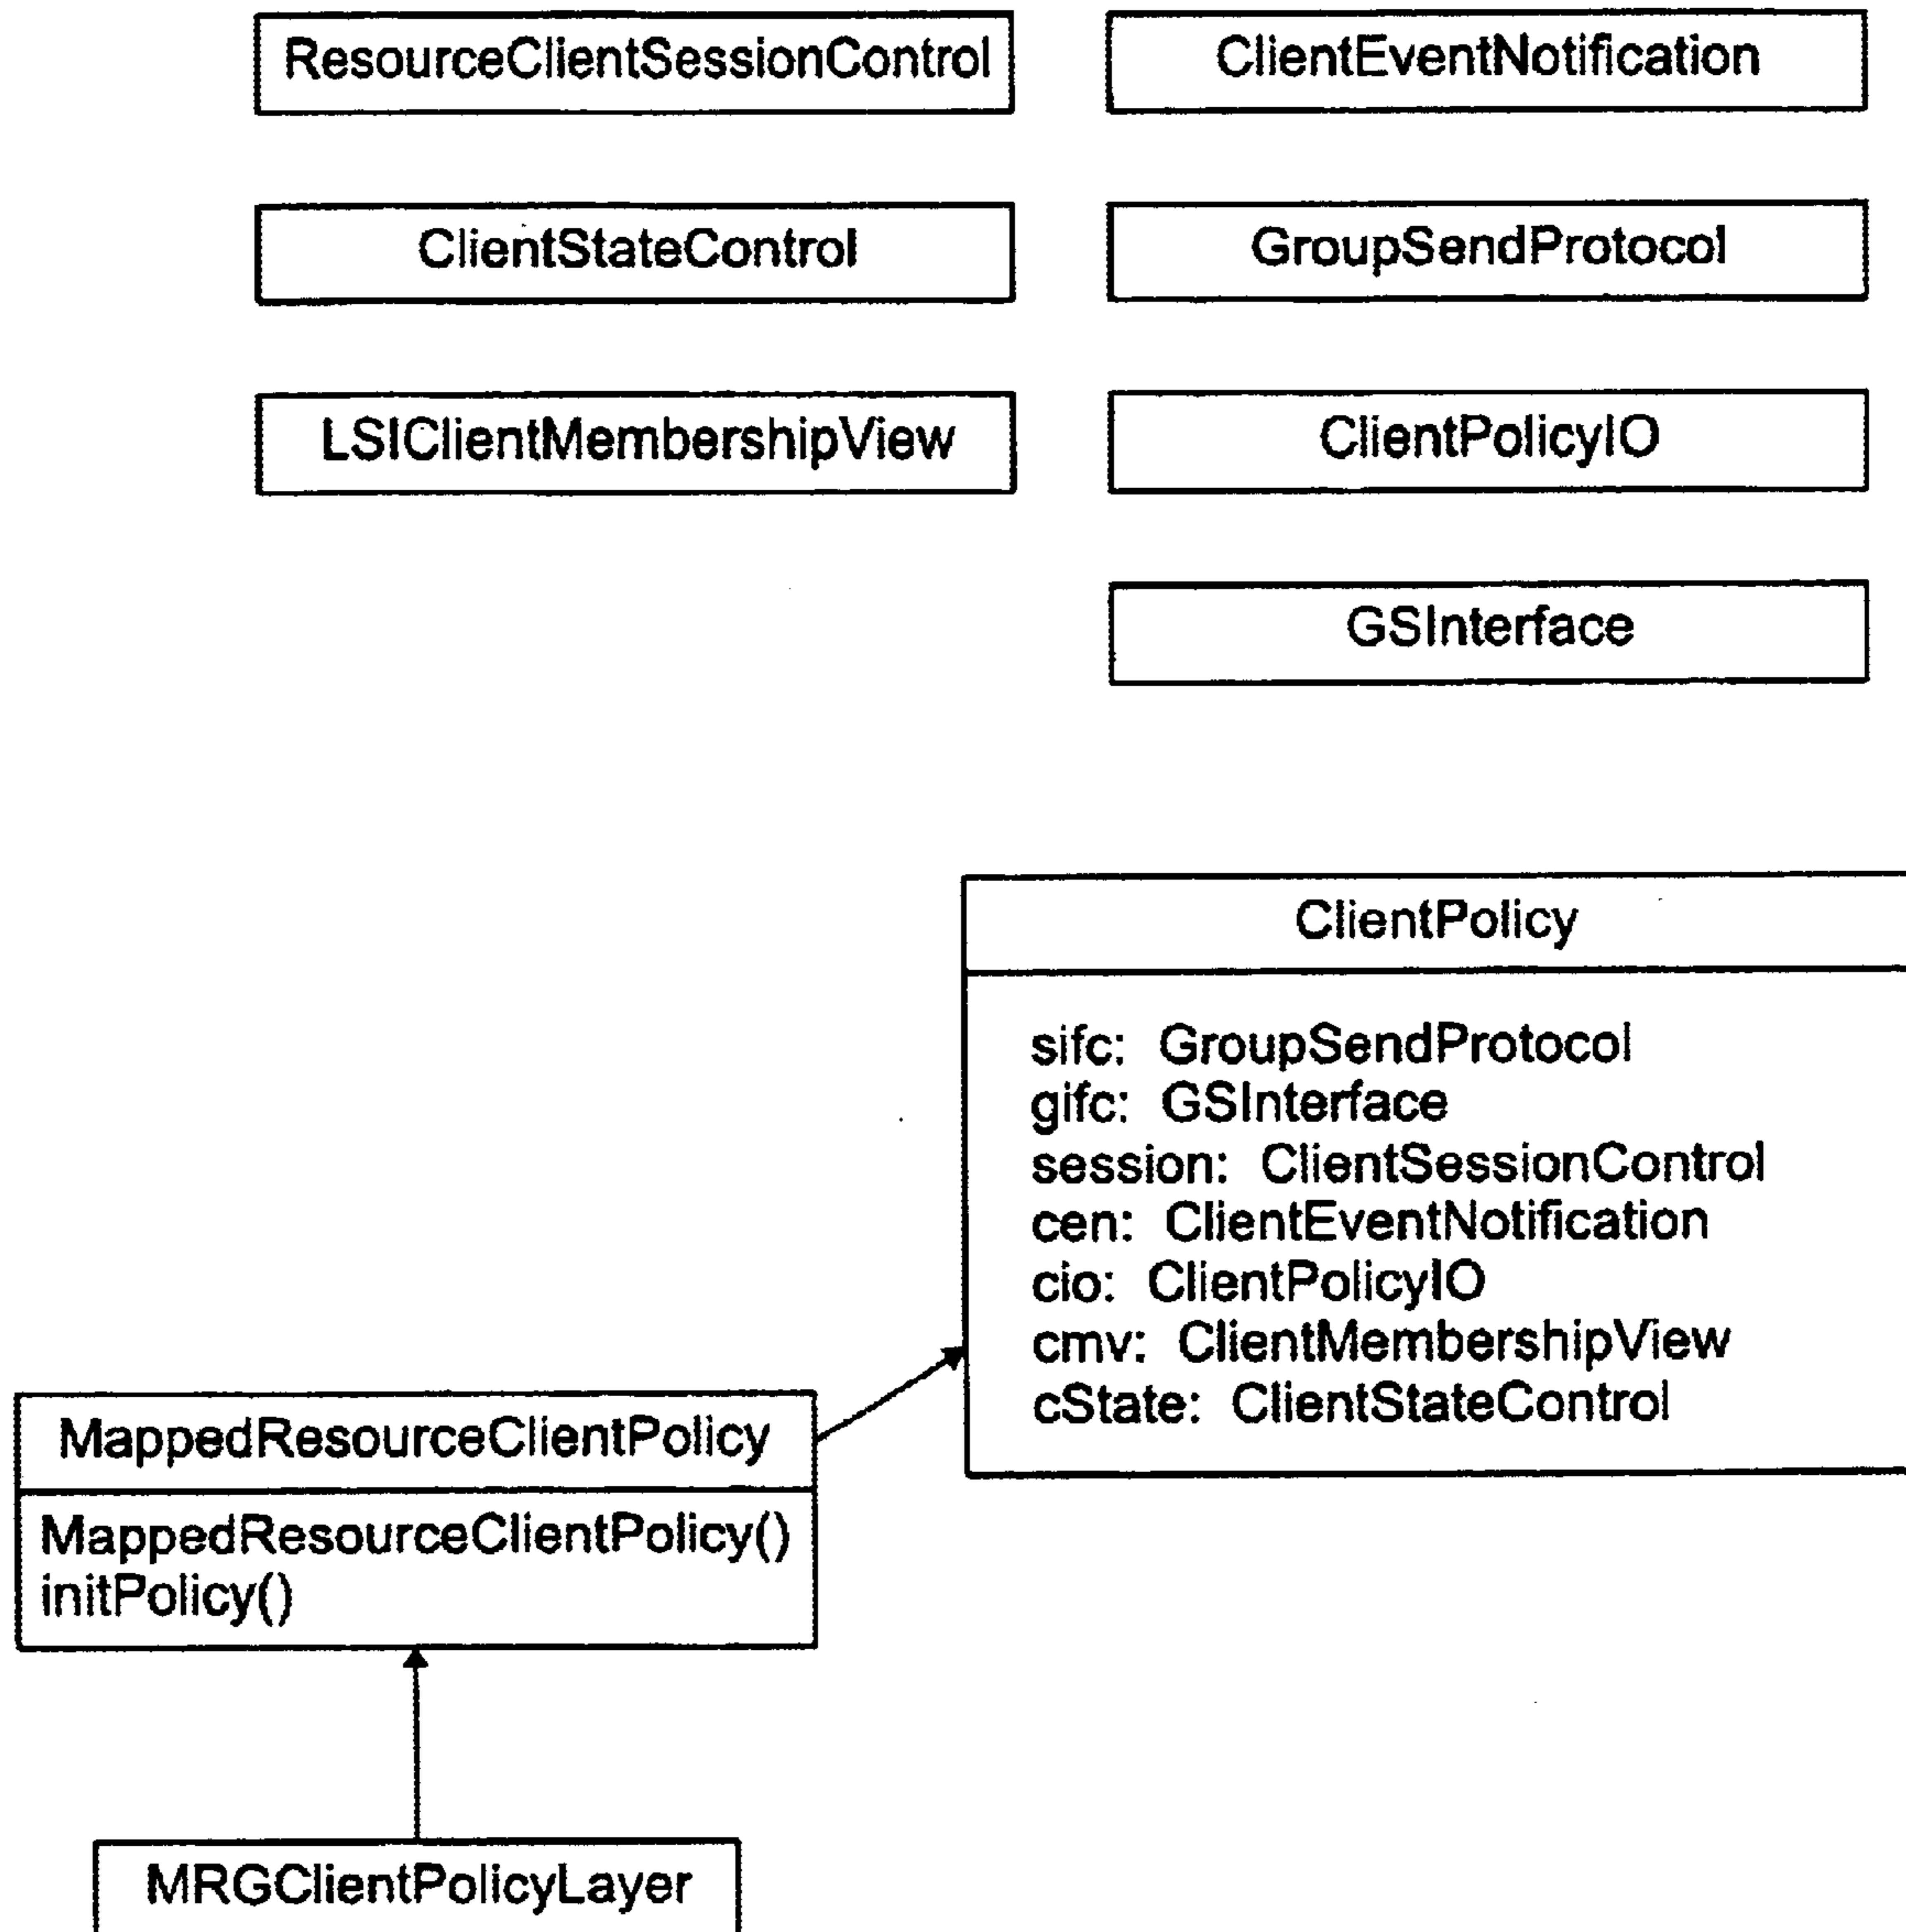 ResourceClientSessionControl
ClientEventNotification
ClientStateControl
GroupSendProtocol
LSIClientMembershipView
ClientPolicyIO
GSInterface
ClientPolicy
sifc: GroupSendProtocol
gifc: GSInterface
session: ClientSessionControl
cen: ClientEventNotification
cio: ClientPolicyIO
cmv: ClientMembershipView
cState: ClientStateControl
MappedResourceClientPolicy
MappedResourceClientPolicy()
initPolicy()
MRGClientPolicyLayer